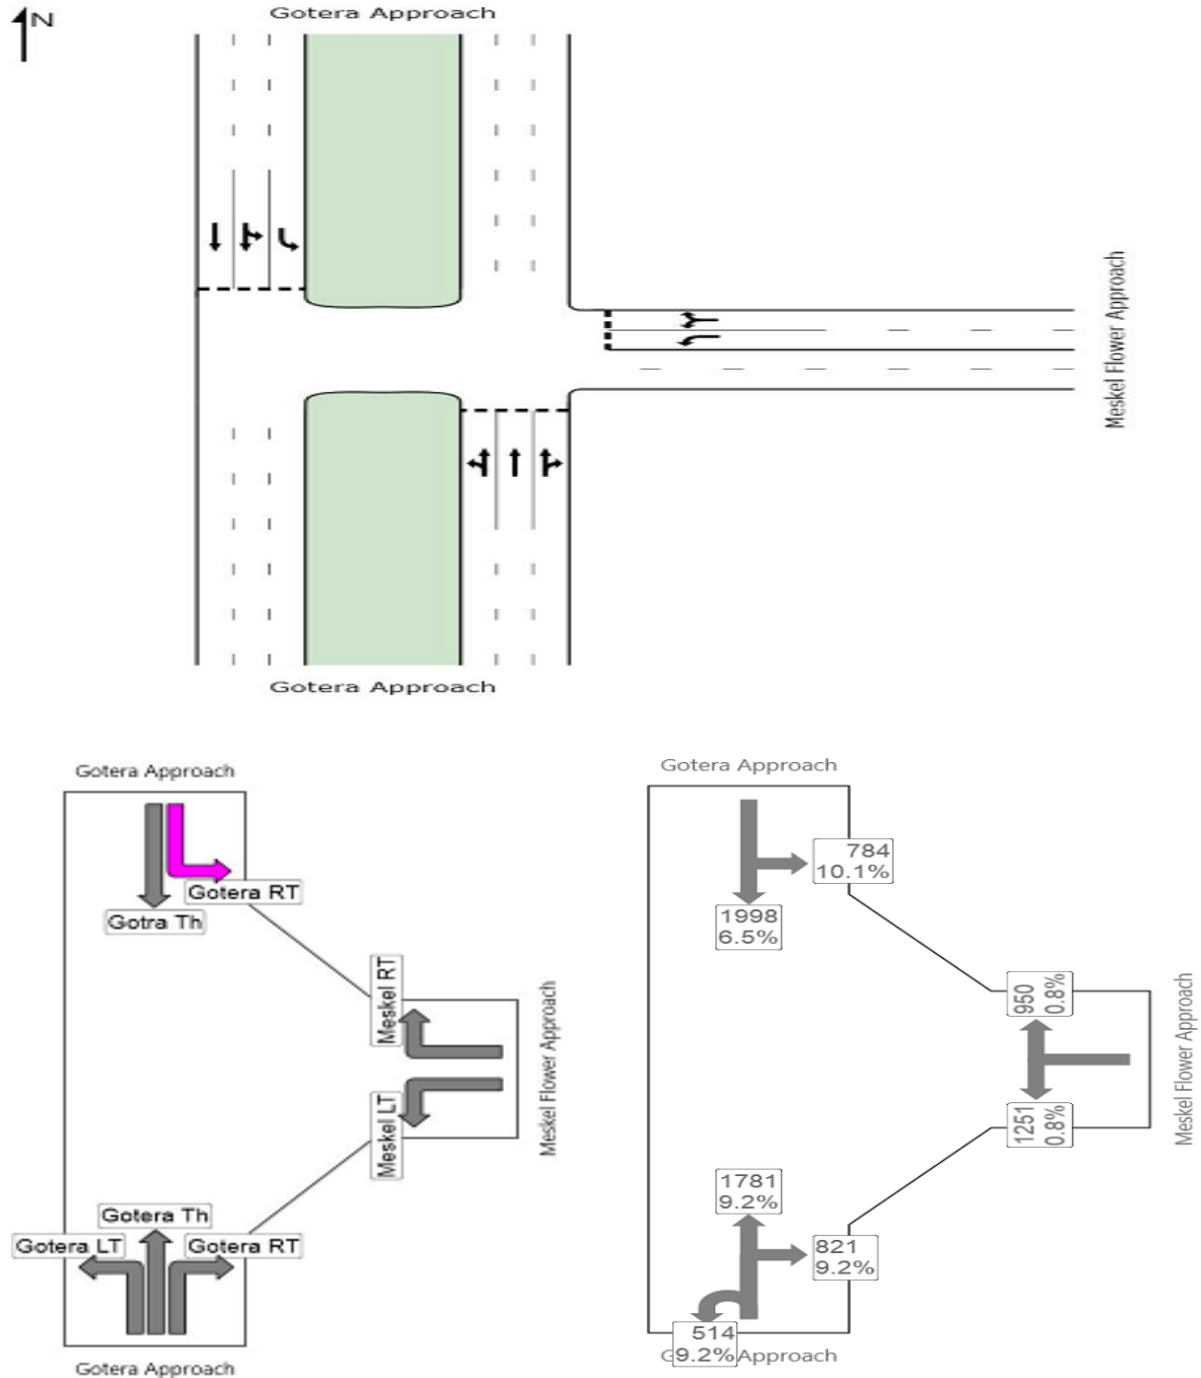 N
Gotera Approach
Meskel Flower Approach
Gotera Approach
Gotera Approach
Gotera RT
Gotra Th
Meskel RT
Meskel LT
Meskel Flower Approach
Gotera Th
Gotera LT
Gotera RT
Gotera Approach
Gotera Approach
784
10.1%
1998
6.5%
950
0.8%
1251
0.8%
Meskel Flower Approach
1781
9.2%
821
9.2%
514
9.2%
Approach